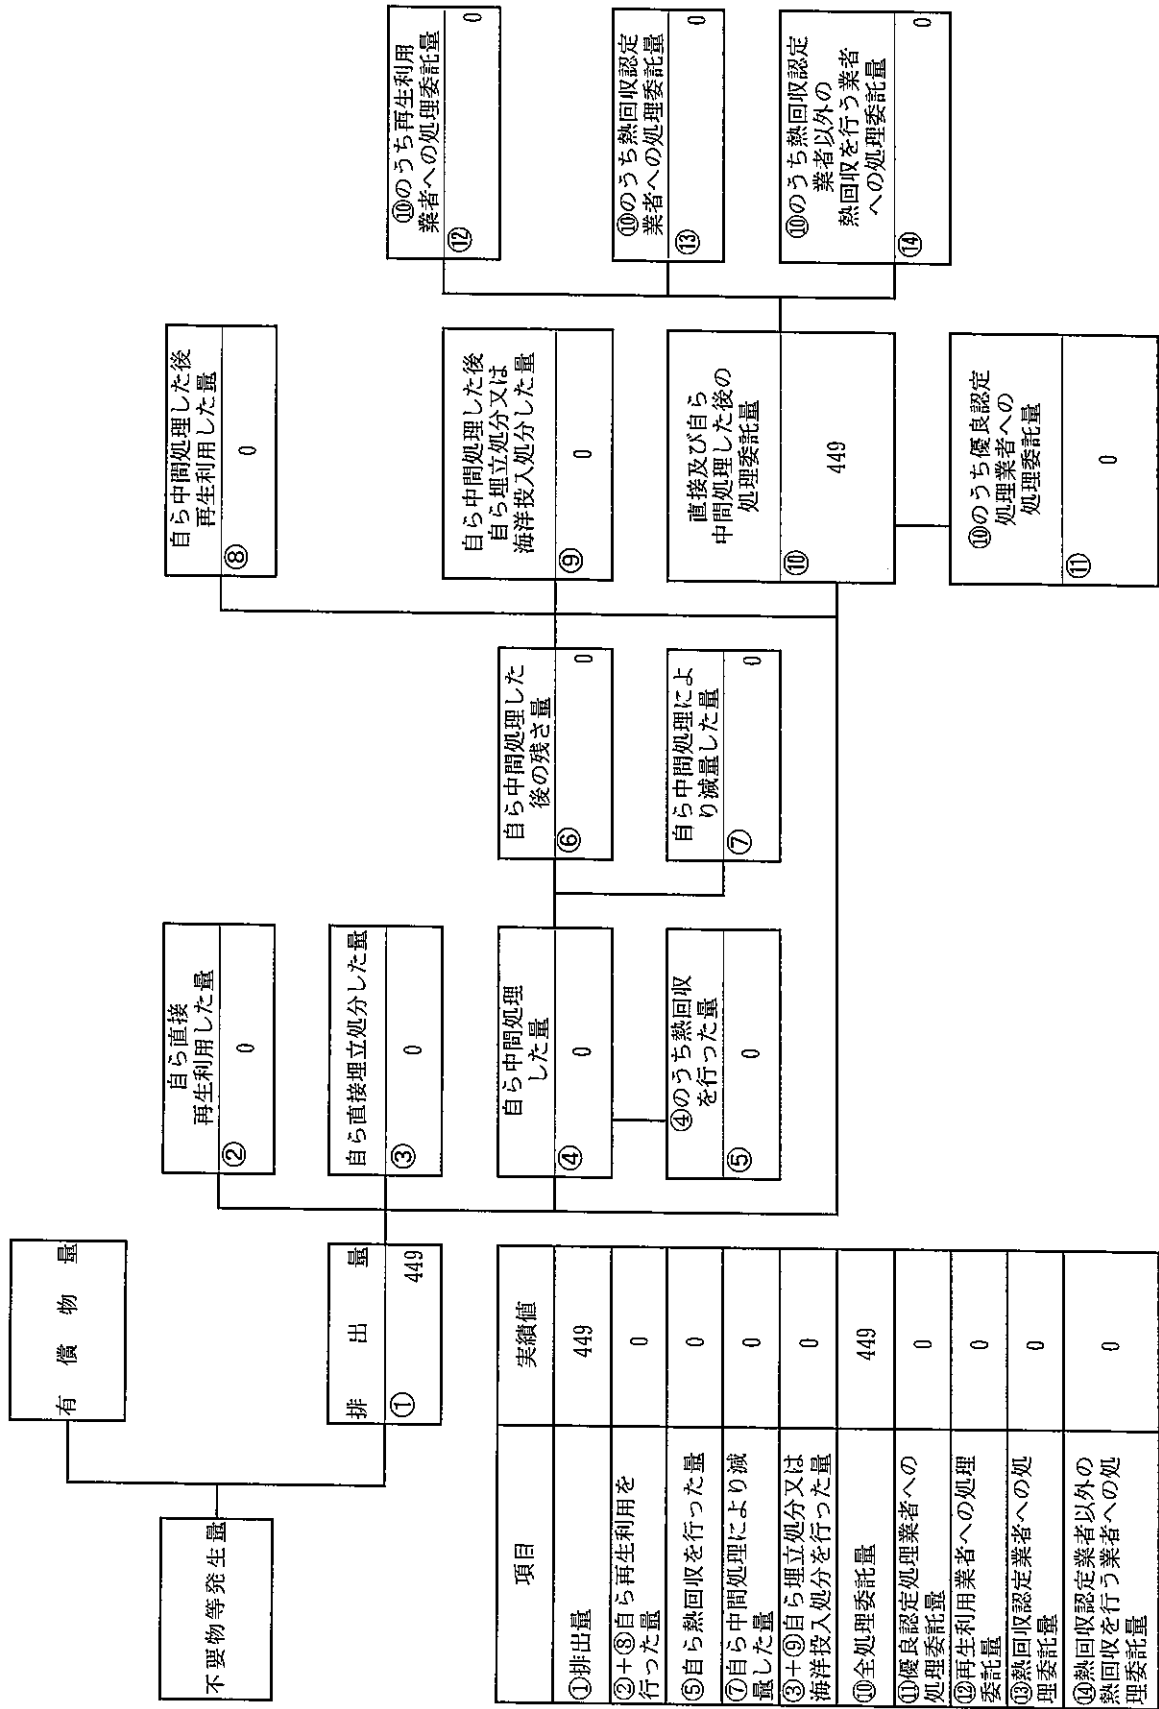 不要物等発生量
有償物量
排出量
① 449
自ら直接
再生利用した量
② 0
自ら直接埋立処分した量
③ 0
自ら中間処理
した量
④ 0
④のうち熱回収
を行った量
⑤ 0
自ら中間処理した
後の残さ量
⑥ 0
自ら中間処理によ
り減量した量
⑦ 0
自ら中間処理した後
再生利用した量
⑧ 0
自ら中間処理した後
自ら埋立処分又は
海洋投入処分した量
⑨ 0
直接及び自ら
中間処理した後の
処理委託量
⑩ 449
⑩のうち優良認定
処理業者への
処理委託量
⑪ 0
⑩のうち再生利用
業者への処理委託量
⑫ 0
⑩のうち熱回収認定
業者への処理委託量
⑬ 0
⑩のうち熱回収認定
業者以外の
熱回収を行う業者
への処理委託量
⑭ 0
項目 実績値
①排出量 449
②+⑧自ら再生利用を
行った量 0
⑤自ら熱回収を行った量 0
⑦自ら中間処理により減
量した量 0
③+⑨自ら埋立処分又は
海洋投入処分を行った量 0
⑩全処理委託量 449
⑪優良認定処理業者への
処理委託量 0
⑫再生利用業者への処理
委託量 0
⑬熱回収認定業者への処
理委託量 0
⑭熱回収認定業者以外の
熱回収を行う業者への処
理委託量 0